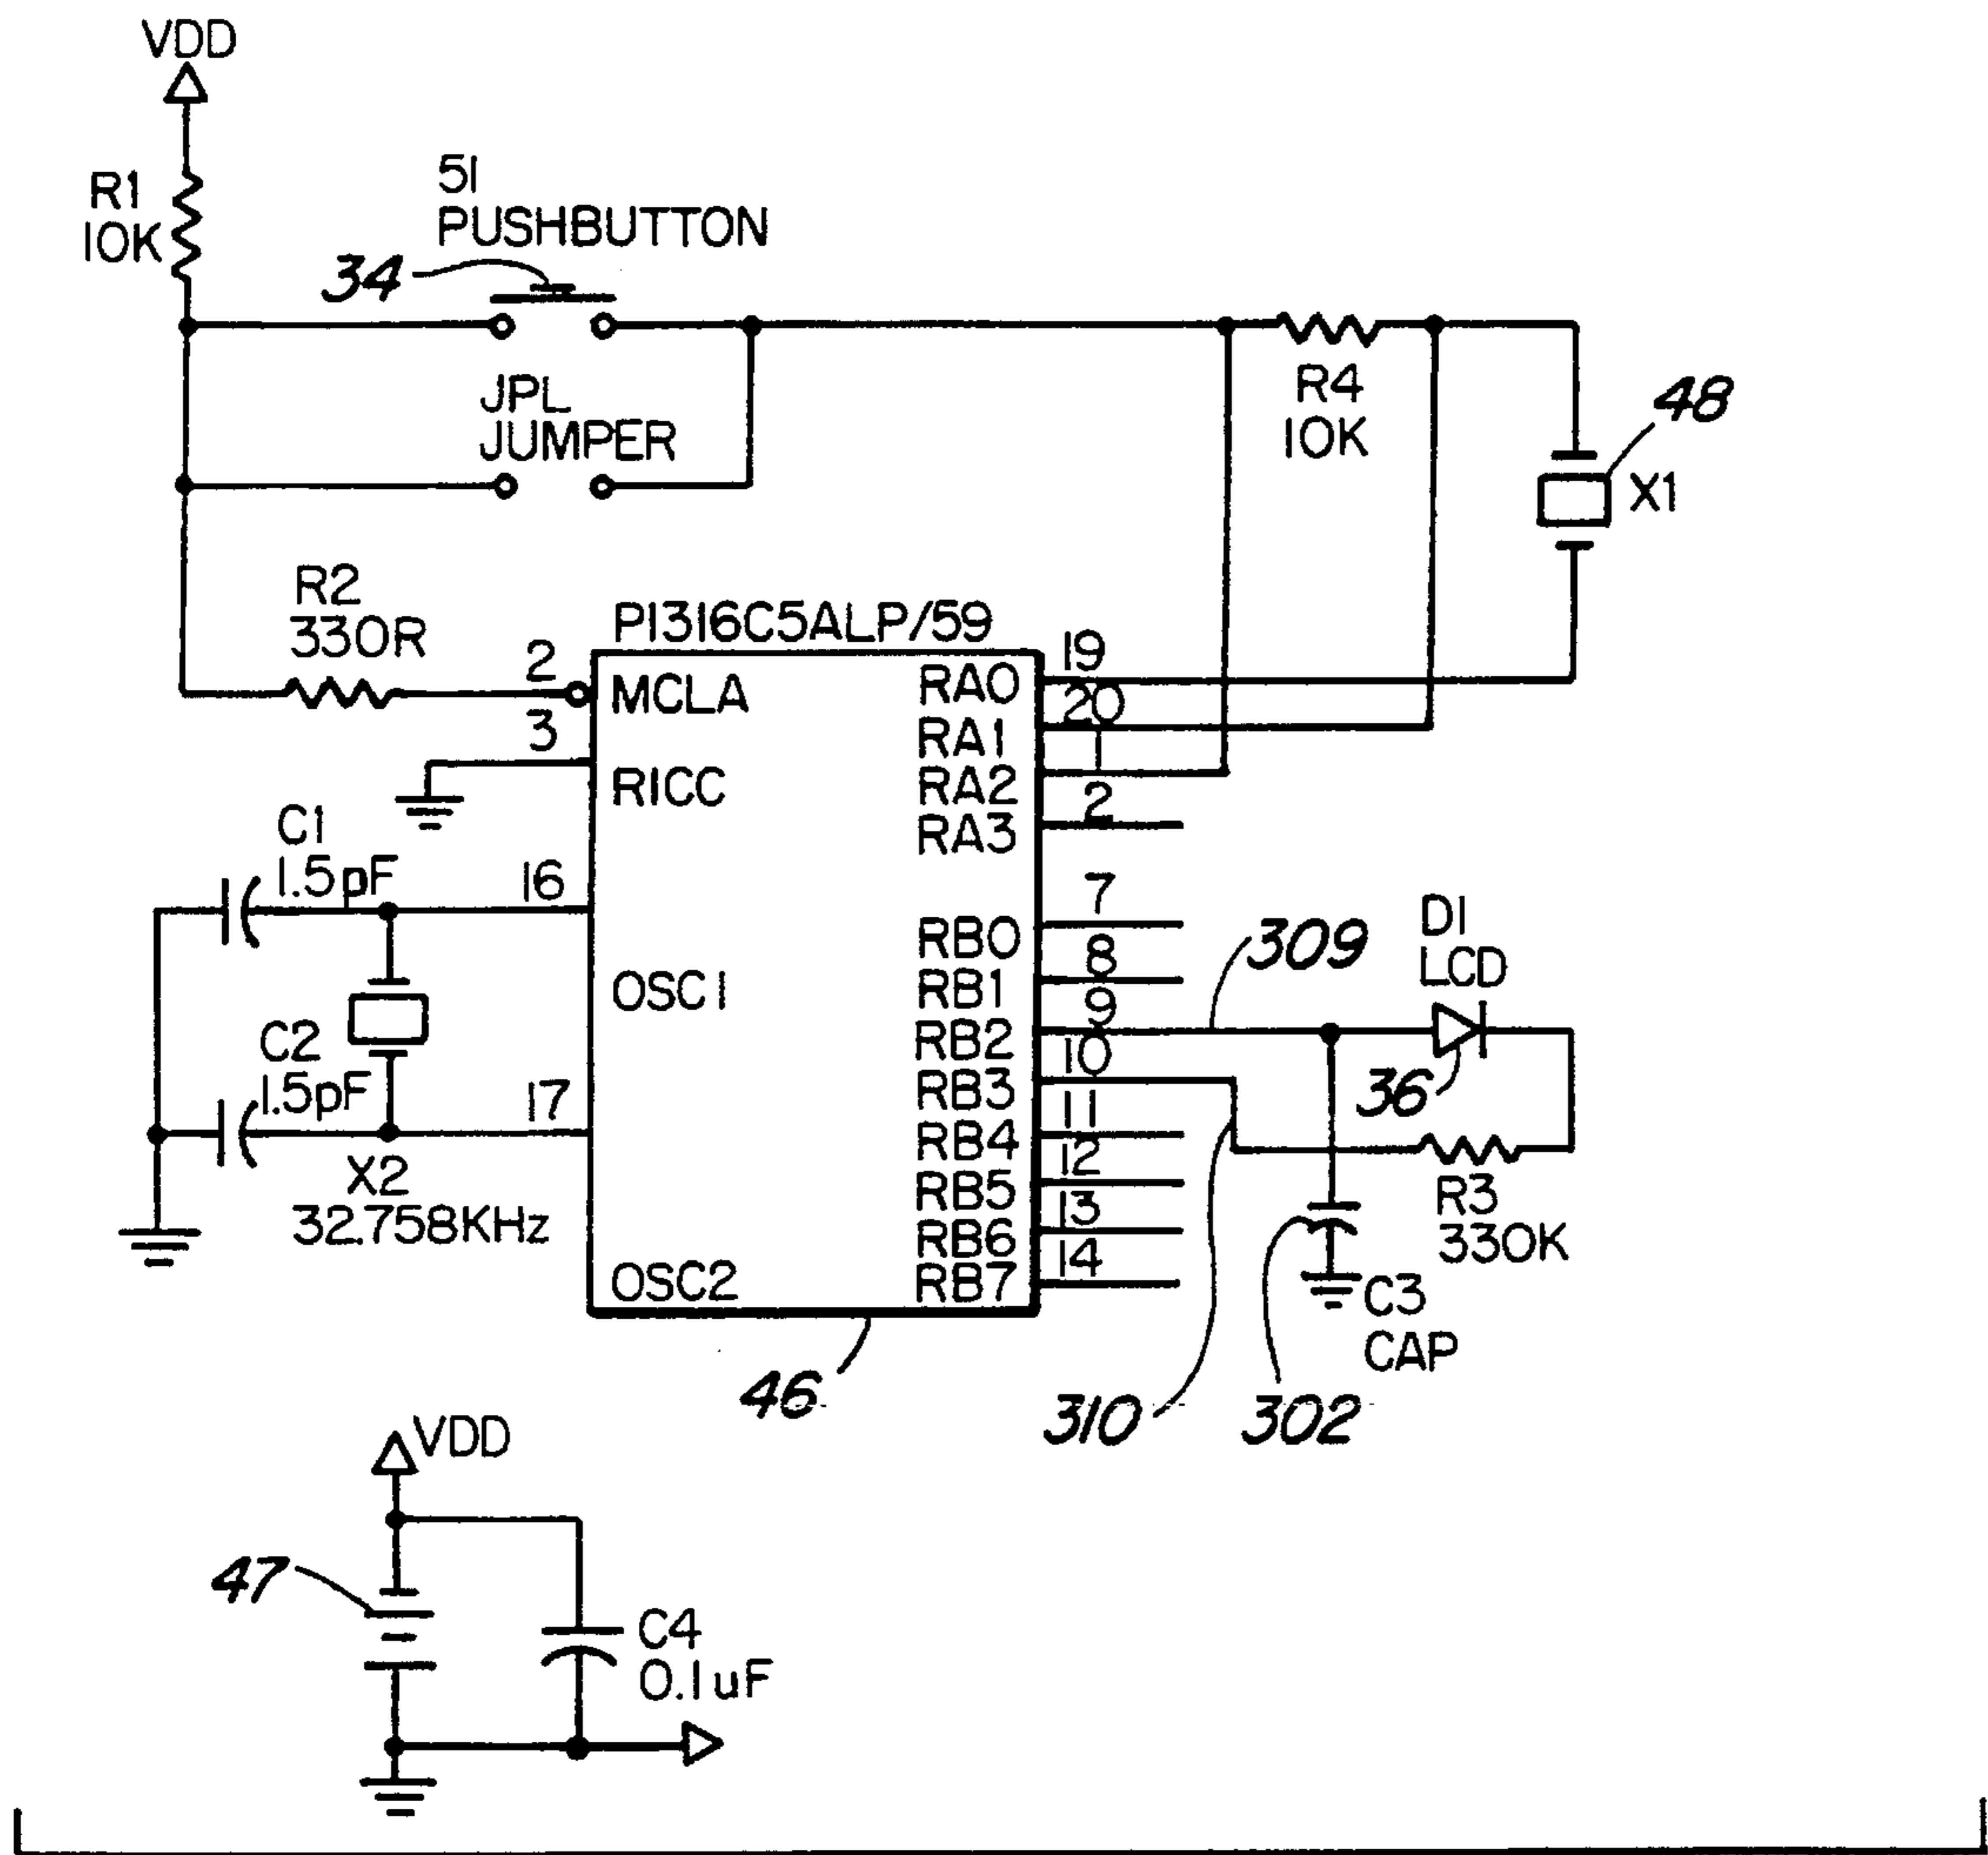 VDD
R1
10K
51
PUSHBUTTON
34
JPL
JUMPER
R4
10K
48
X1
R2
330R
P1316C5ALP/59
2
MCLA
3
RICC
C1
1.5pF
16
OSC1
C2
1.5pF
17
X2
32.758KHz
OSC2
RA0
19
RA1
20
RA2
1
RA3
2
RB0
7
RB1
8
RB2
9
RB3
10
RB4
11
RB5
12
RB6
13
RB7
14
309
D1
LCD
36
R3
330K
C3
CAP
46
310
302
VDD
47
C4
0.1uF